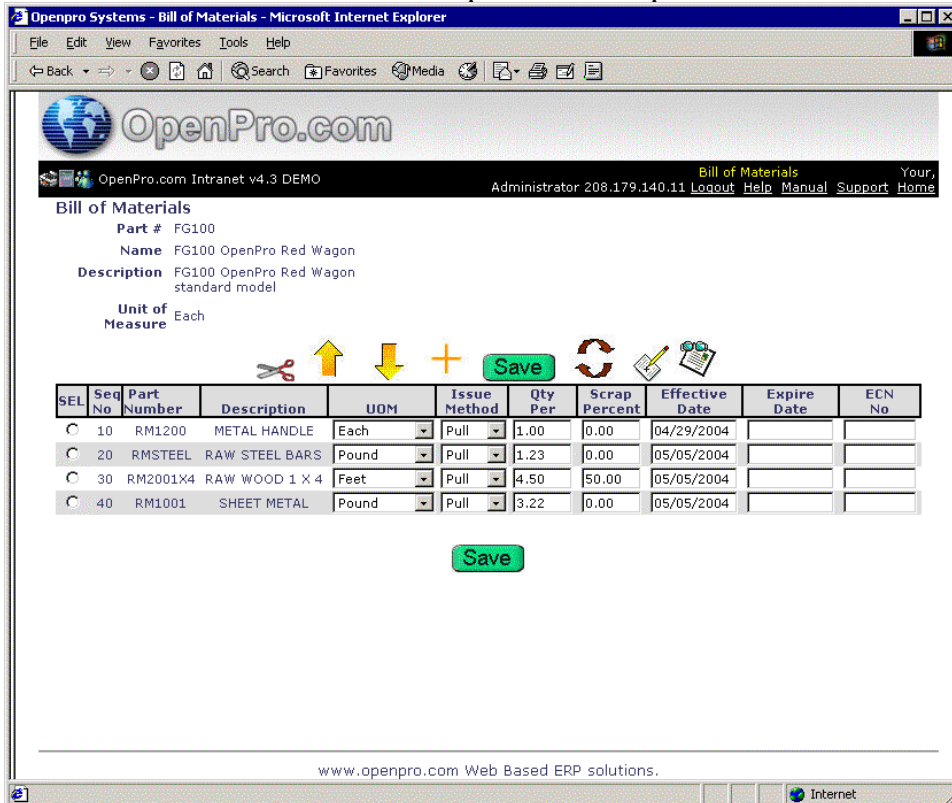 Openpro Systems - Bill of Materials - Microsoft Internet Explorer
File Edit View Favorites Tools Help
Back Search Favorites Media
OpenPro.com
OpenPro.com Intranet v4.3 DEMO
Bill of Materials Your,
Administrator 208.179.140.11 Logout Help Manual Support Home
Bill of Materials
Part # FG100
Name FG100 OpenPro Red Wagon
Description FG100 OpenPro Red Wagon
standard model
Unit of Measure Each
Save
SEL Seq No Part Number Description UOM Issue Method Qty Per Scrap Percent Effective Date Expire Date ECN No
10 RM1200 METAL HANDLE Each Pull 1.00 0.00 04/29/2004
20 RMSTEEL RAW STEEL BARS Pound Pull 1.23 0.00 05/05/2004
30 RM2001X4 RAW WOOD 1 X 4 Feet Pull 4.50 50.00 05/05/2004
40 RM1001 SHEET METAL Pound Pull 3.22 0.00 05/05/2004
Save
www.openpro.com Web Based ERP solutions.
Internet